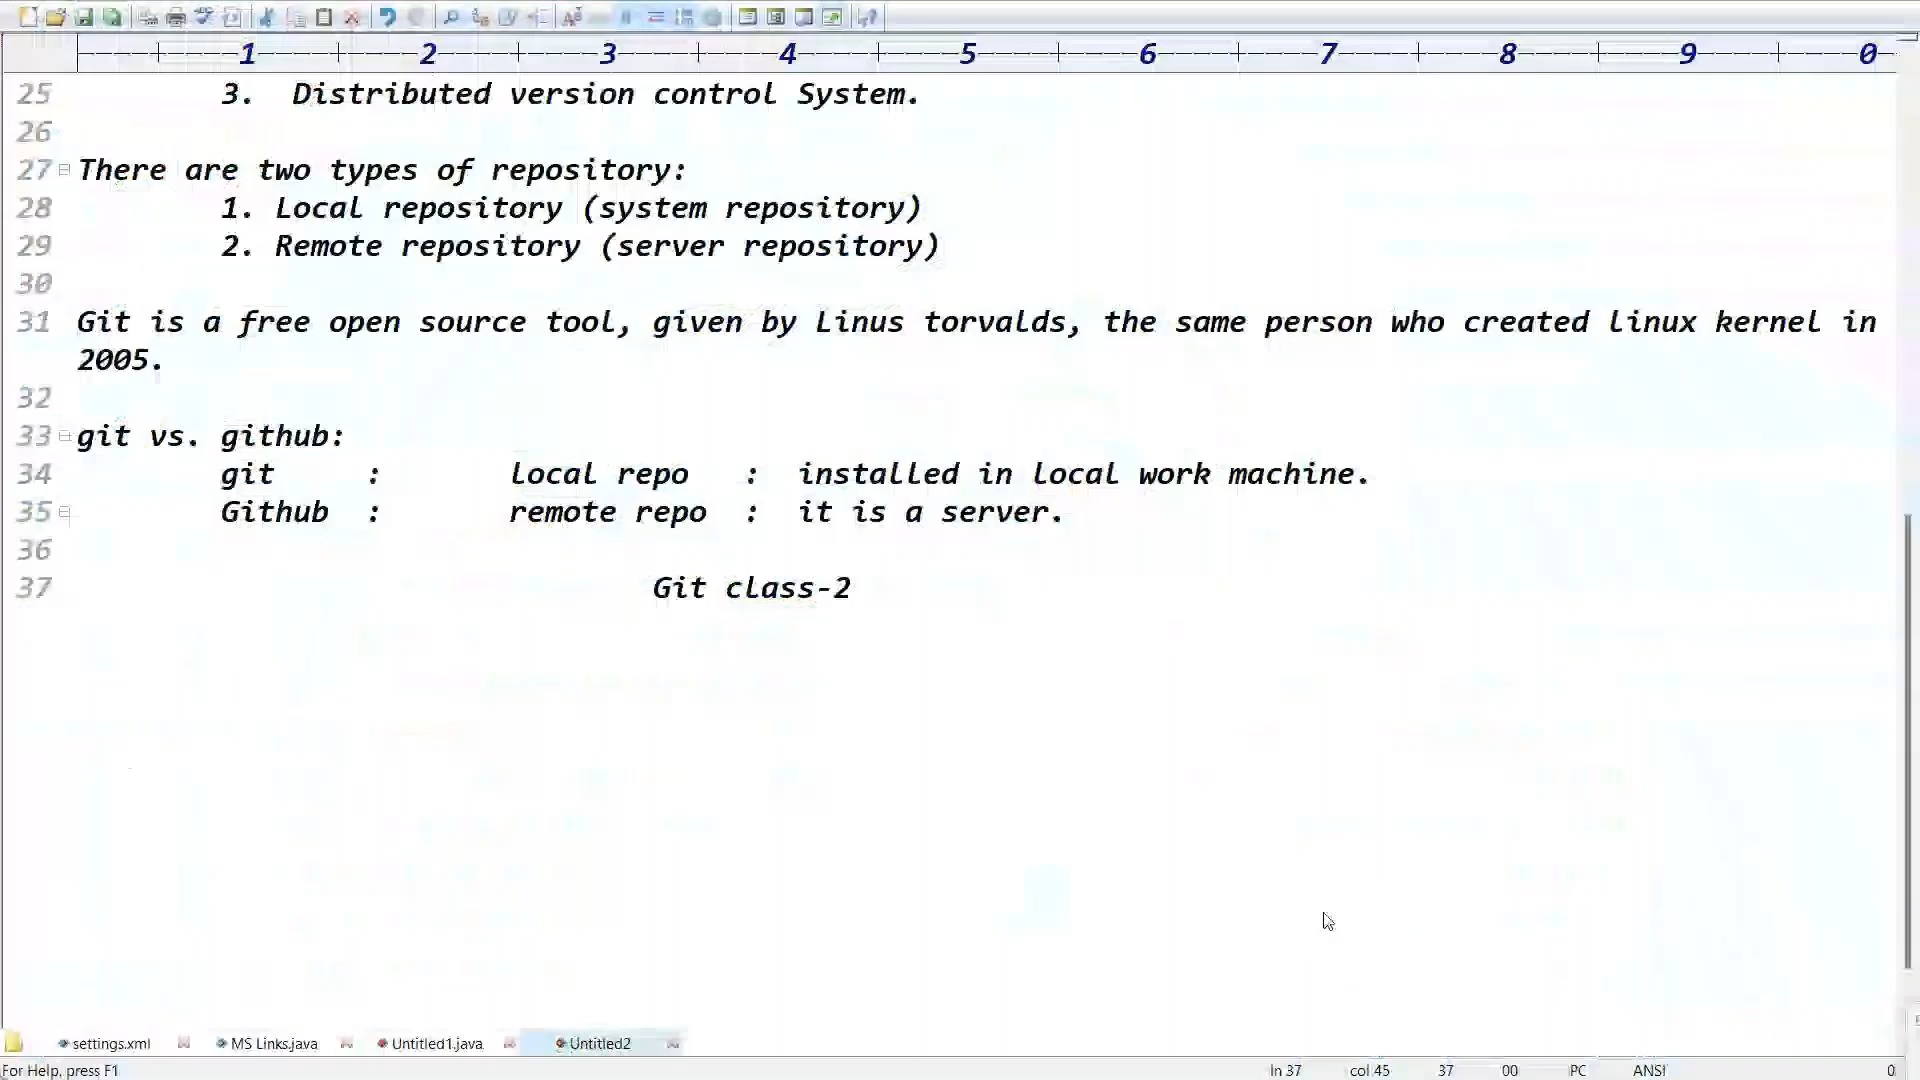 1 2 3 4 5 6 7 8 9 0
25 3. Distributed version control System.
26
27 There are two types of repository:
28 1. Local repository (system repository)
29 2. Remote repository (server repository)
30
31 Git is a free open source tool, given by Linus torvalds, the same person who created linux kernel in
2005.
32
33 git vs. github:
34 git : local repo : installed in local work machine.
35 Github : remote repo : it is a server.
36
37 Git class-2
settings.xml MS Links.java Untitled1.java Untitled2
For Help, press F1 ln 37 col 45 37 00 PC ANSI 0